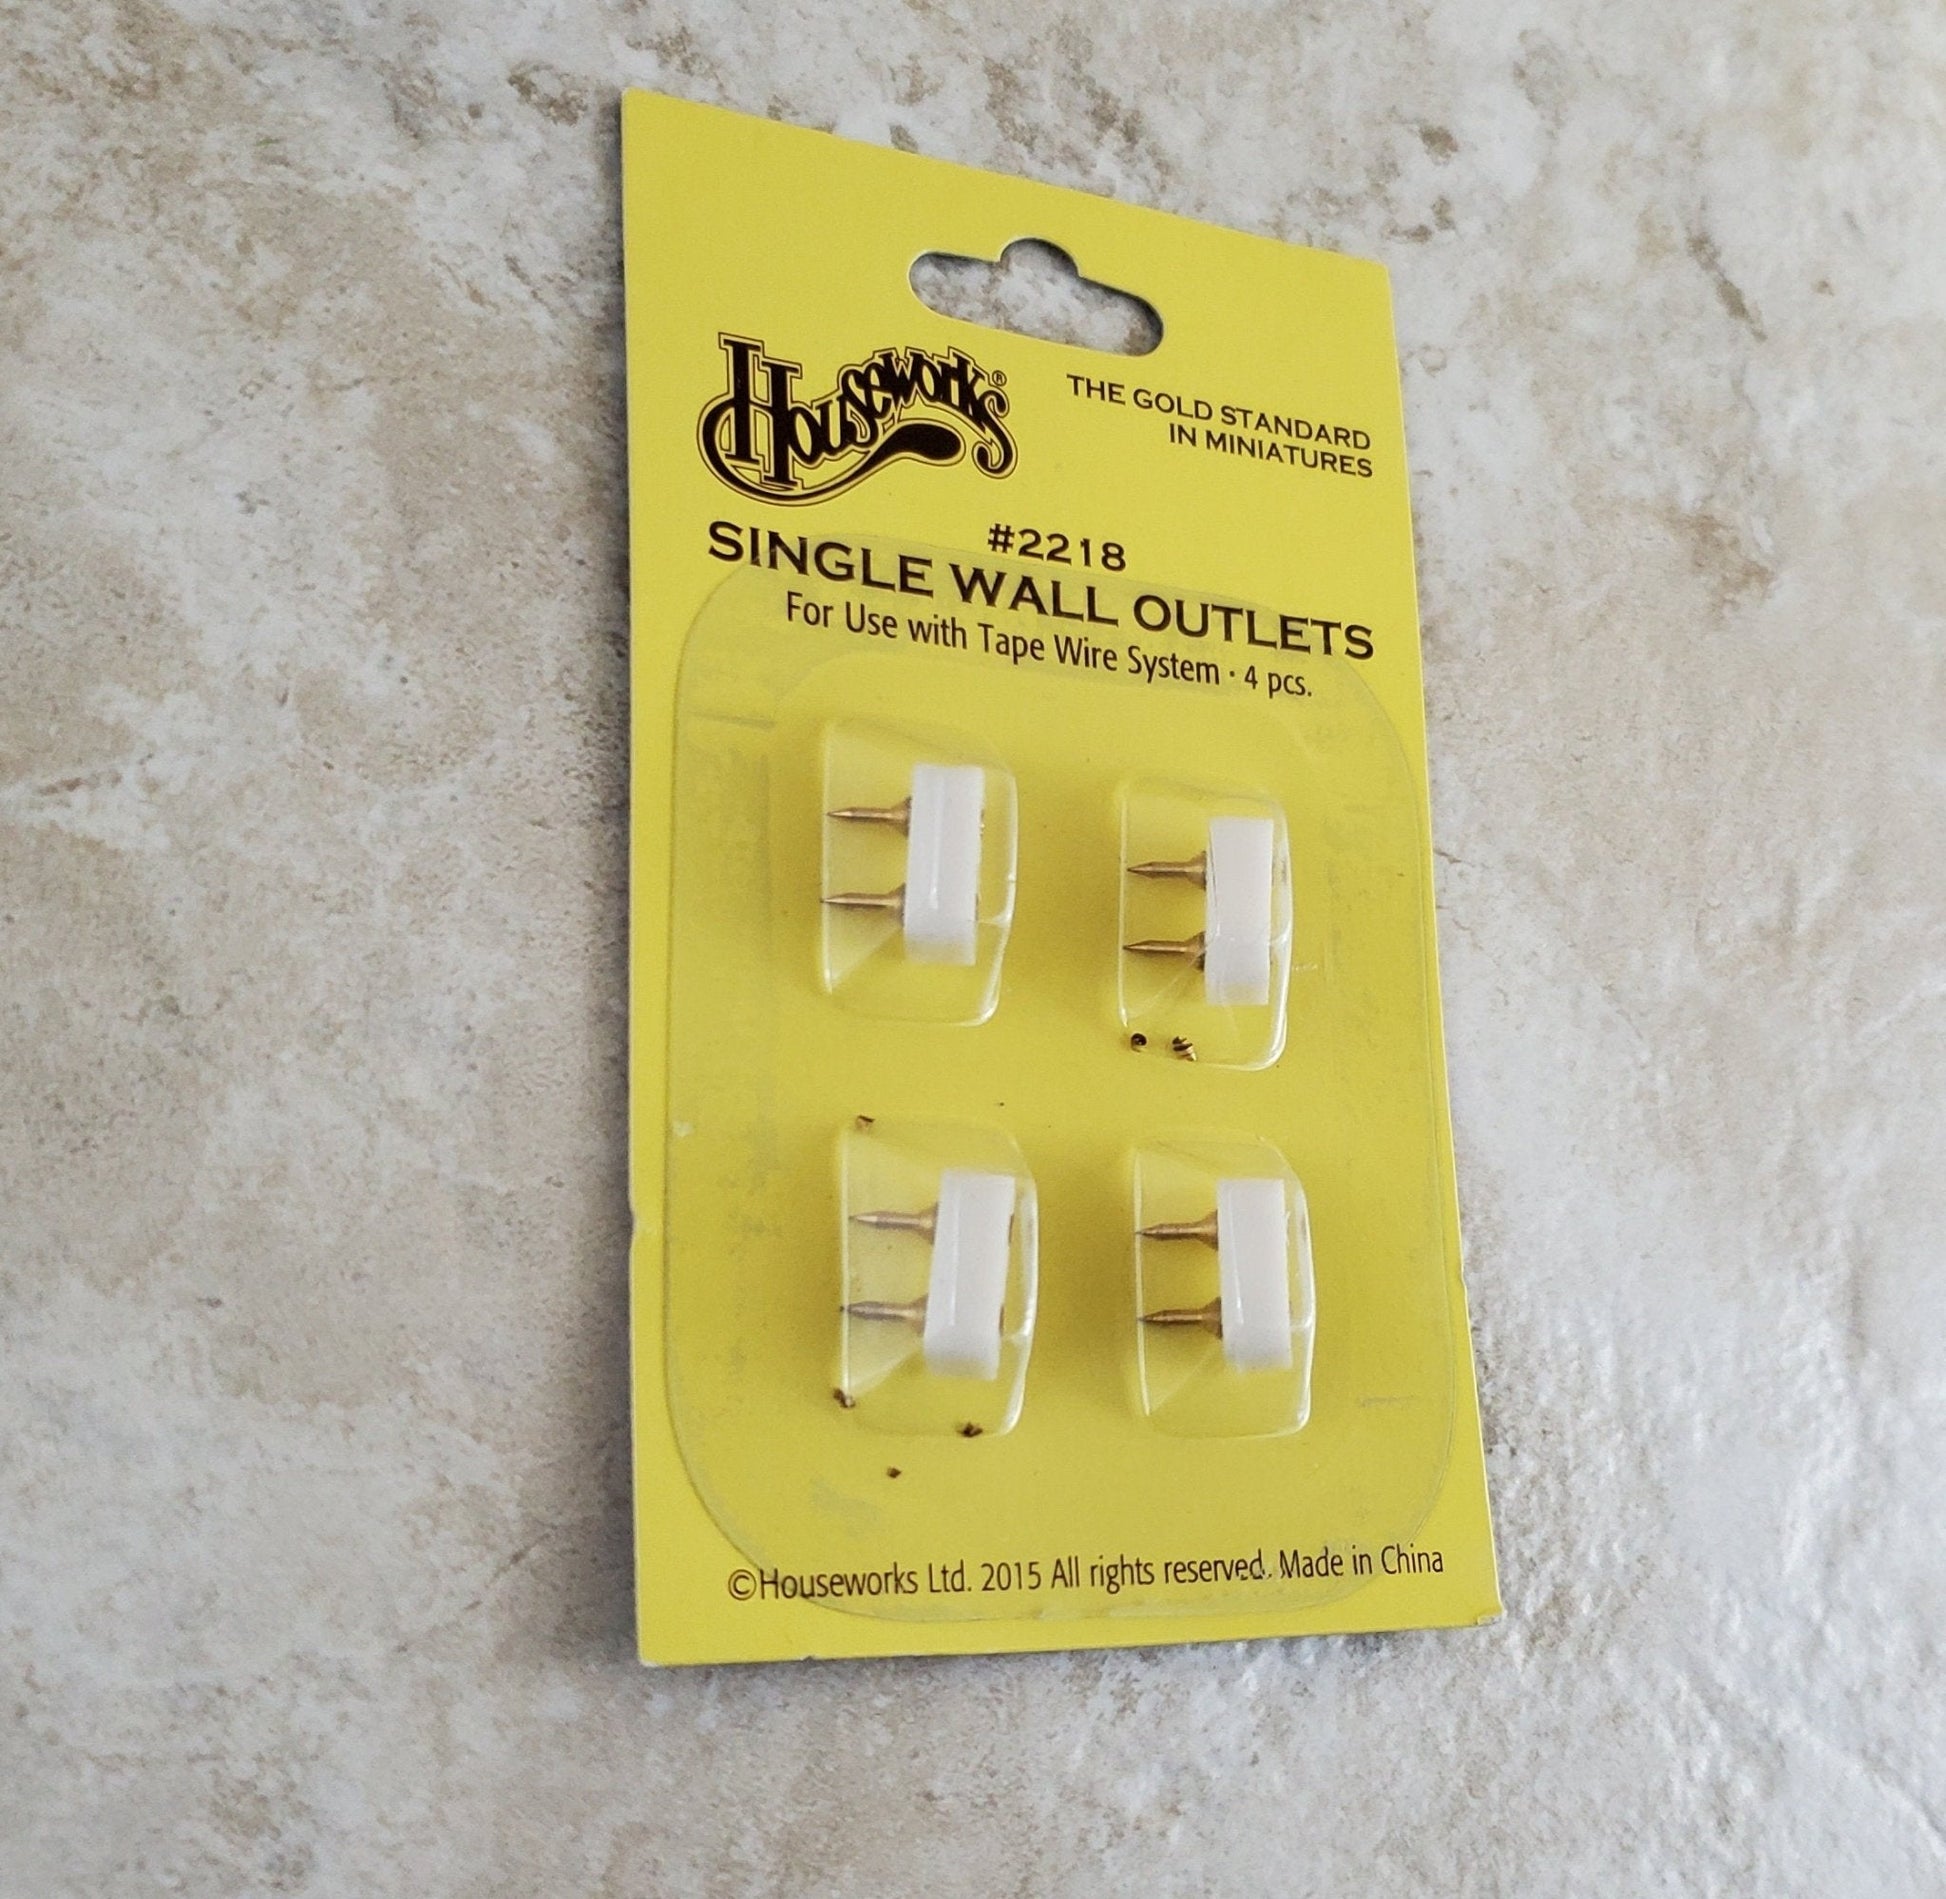 Houseworks®
THE GOLD STANDARD
IN MINIATURES
#2218
SINGLE WALL OUTLETS
For Use with Tape Wire System · 4 pcs.
©Houseworks Ltd. 2015 All rights reserved. Made in China